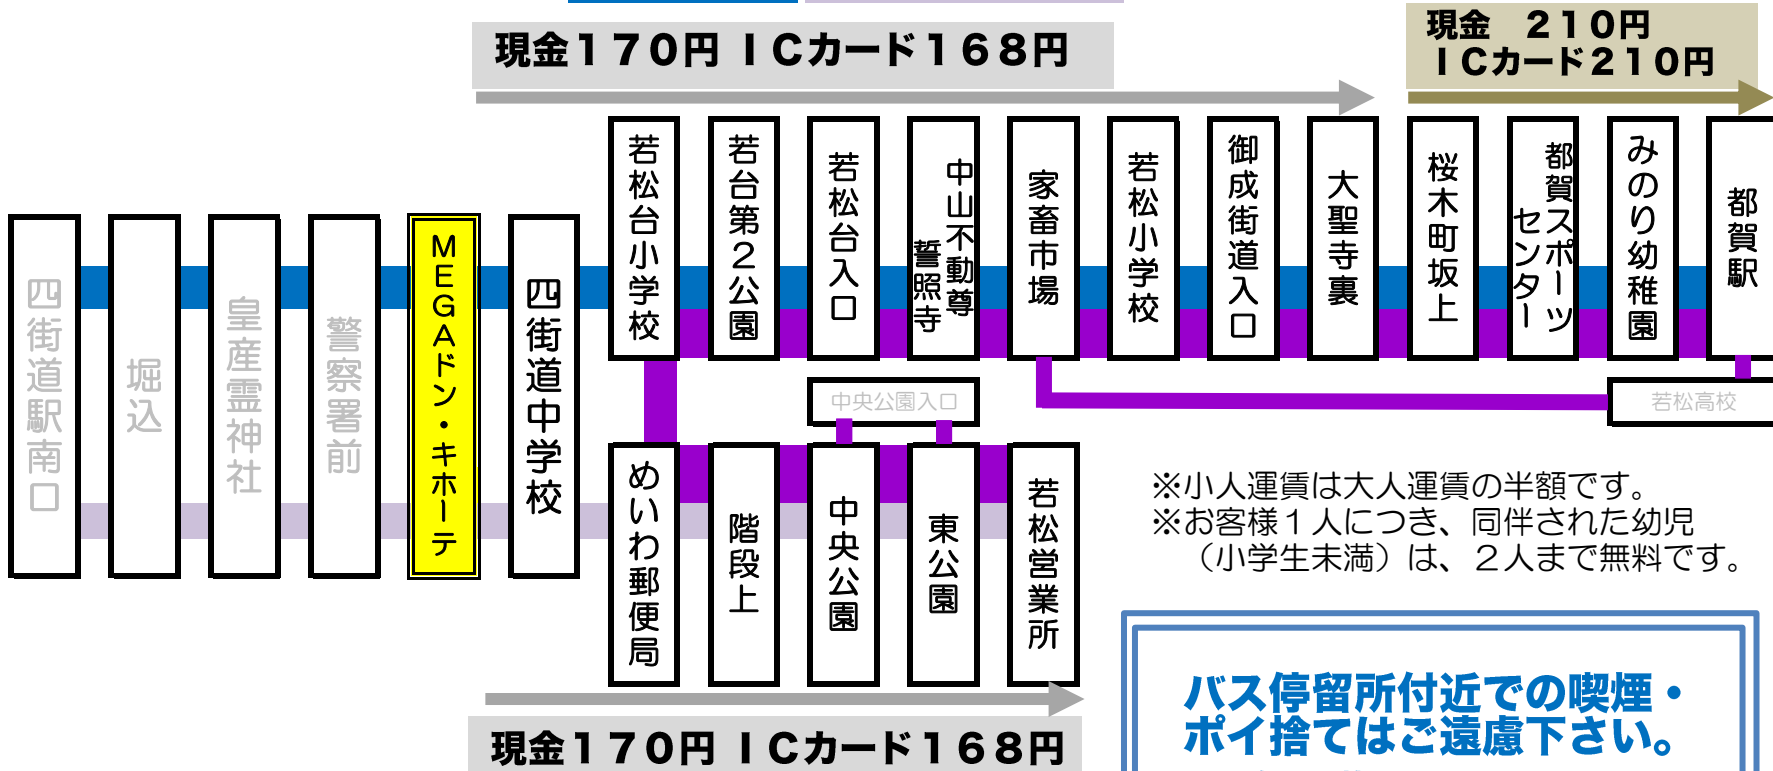 現金１７０円 ＩＣカード１６８円
現金　２１０円
ＩＣカード２１０円
四街道駅南口
堀込
皇産霊神社
警察署前
ＭＥＧＡドン・キホーテ
四街道中学校
若松台小学校
若台第２公園
若松台入口
中山不動尊
誓照寺
家畜市場
若松小学校
御成街道入口
大聖寺裏
桜木町坂上
都賀スポーツ
センター
みのり幼稚園
都賀駅
中央公園入口
若松高校
めいわ郵便局
階段上
中央公園
東公園
若松営業所
※小人運賃は大人運賃の半額です。
※お客様１人につき、同伴された幼児
（小学生未満）は、２人まで無料です。
現金１７０円 ＩＣカード１６８円
バス停留所付近での喫煙・
ポイ捨てはご遠慮下さい。